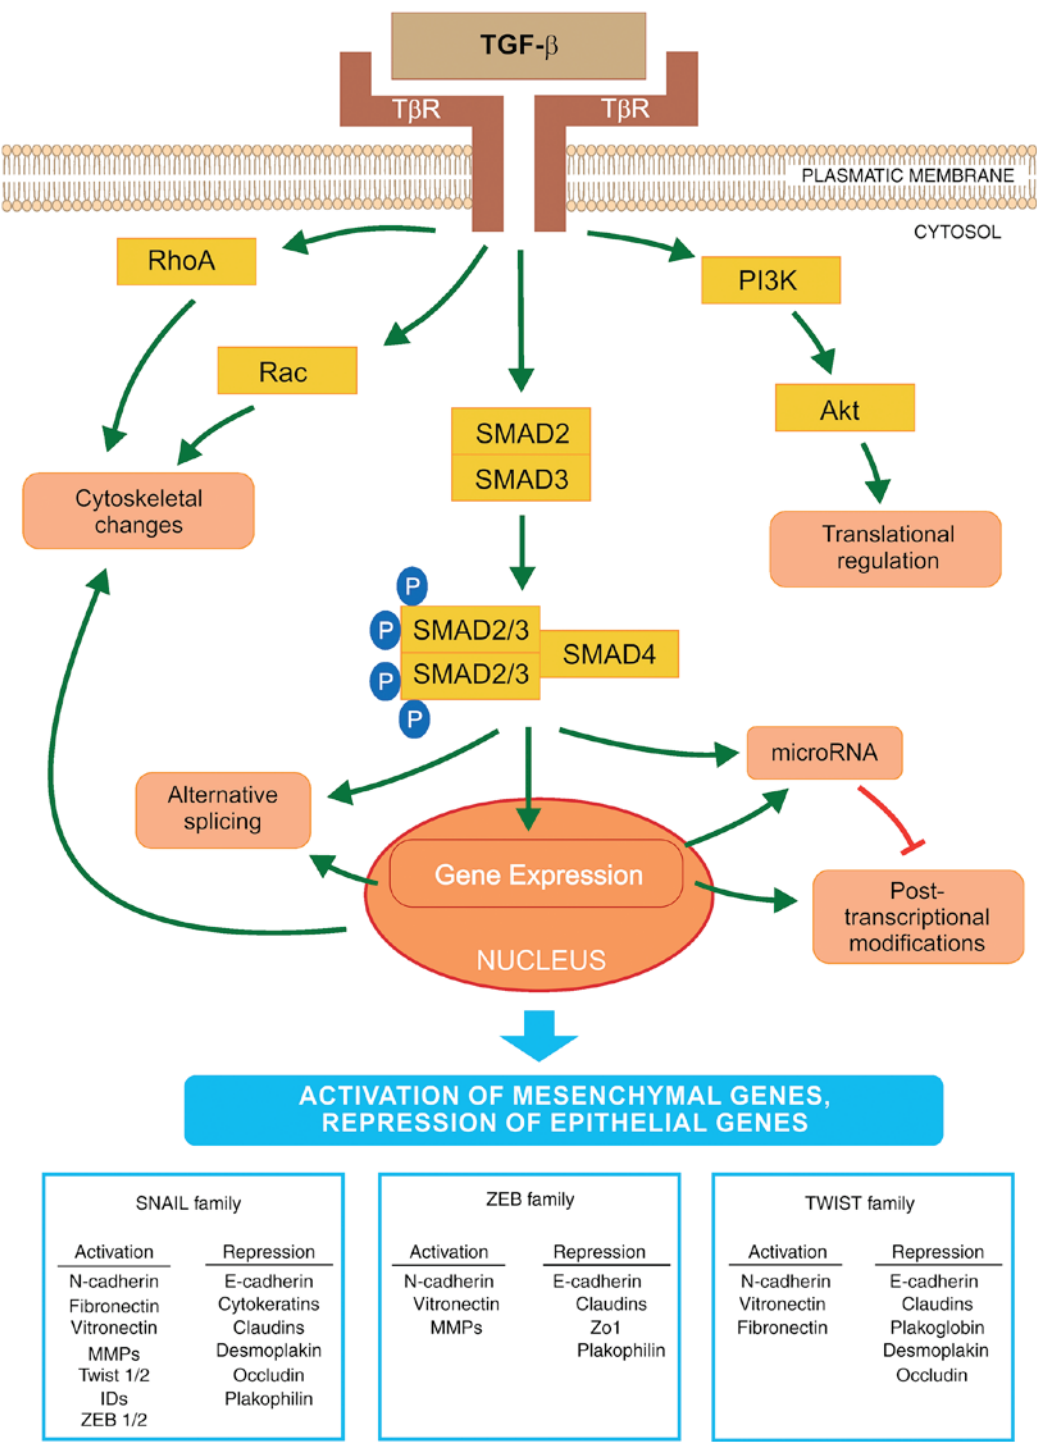 TGF-β
TβR
TβR
PLASMATIC MEMBRANE
CYTOSOL
RhoA
PI3K
Rac
Akt
SMAD2
SMAD3
Cytoskeletal
changes
Translational
regulation
P
P
SMAD2/3
SMAD4
P
SMAD2/3
P
microRNA
Alternative
splicing
Gene Expression
Post-
transcriptional
modifications
NUCLEUS
ACTIVATION OF MESENCHYMAL GENES,
REPRESSION OF EPITHELIAL GENES
SNAIL family
Activation
N-cadherin
Fibronectin
Vitronectin
MMPs
Twist 1/2
IDs
ZEB 1/2
Repression
E-cadherin
Cytokeratins
Claudins
Desmoplakin
Occludin
Plakophilin
ZEB family
Activation
N-cadherin
Vitronectin
MMPs
Repression
E-cadherin
Claudins
Zo1
Plakophilin
TWIST family
Activation
N-cadherin
Vitronectin
Fibronectin
Repression
E-cadherin
Claudins
Plakoglobin
Desmoplakin
Occludin